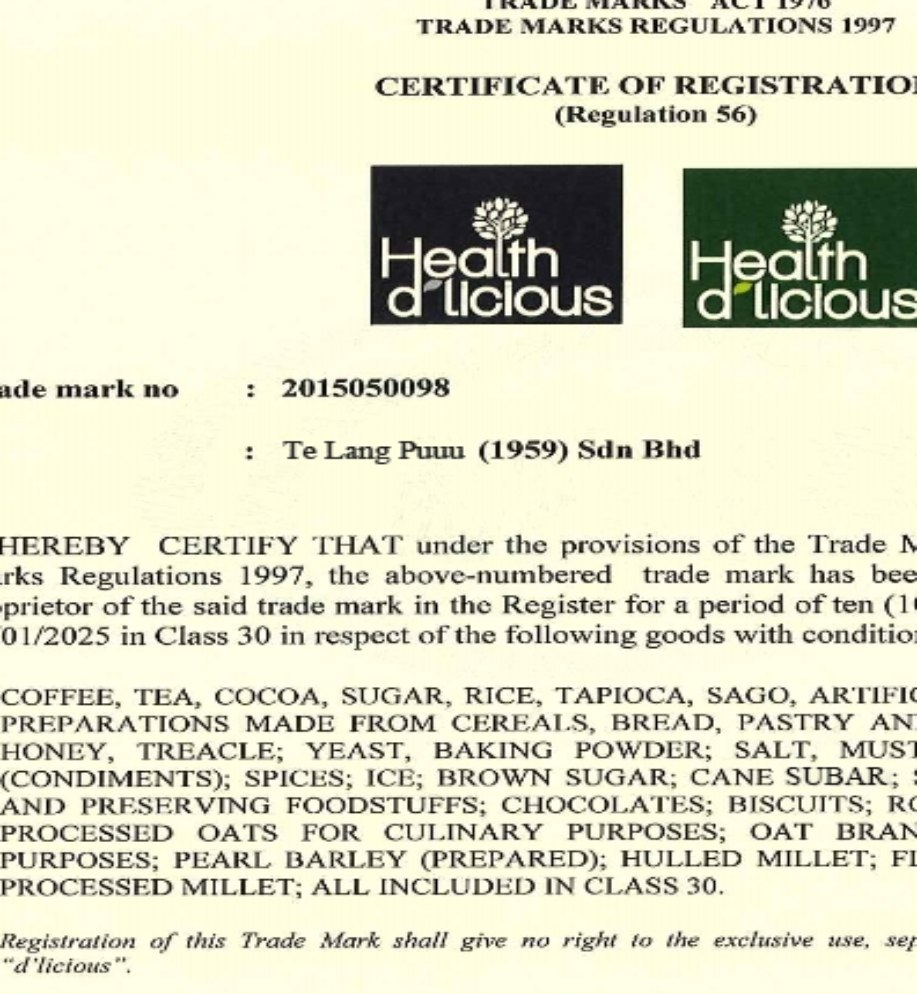 TRADE MARKS ACT 1976
TRADE MARKS REGULATIONS 1997
CERTIFICATE OF REGISTRATIO
(Regulation 56)
Health
d'licious
Health
d'licious
ade mark no : 2015050098
: Te Lang Puuu (1959) Sdn Bhd
HEREBY CERTIFY THAT under the provisions of the Trade M
rks Regulations 1997, the above-numbered trade mark has bee
oprietor of the said trade mark in the Register for a period of ten (10
/01/2025 in Class 30 in respect of the following goods with condition
COFFEE, TEA, COCOA, SUGAR, RICE, TAPIOCA, SAGO, ARTIFIC
PREPARATIONS MADE FROM CEREALS, BREAD, PASTRY AN
HONEY, TREACLE; YEAST, BAKING POWDER; SALT, MUST
(CONDIMENTS); SPICES; ICE; BROWN SUGAR; CANE SUBAR; S
AND PRESERVING FOODSTUFFS; CHOCOLATES; BISCUITS; RO
PROCESSED OATS FOR CULINARY PURPOSES; OAT BRAN
PURPOSES; PEARL BARLEY (PREPARED); HULLED MILLET; FL
PROCESSED MILLET; ALL INCLUDED IN CLASS 30.
Registration of this Trade Mark shall give no right to the exclusive use, sep
"d'licious".